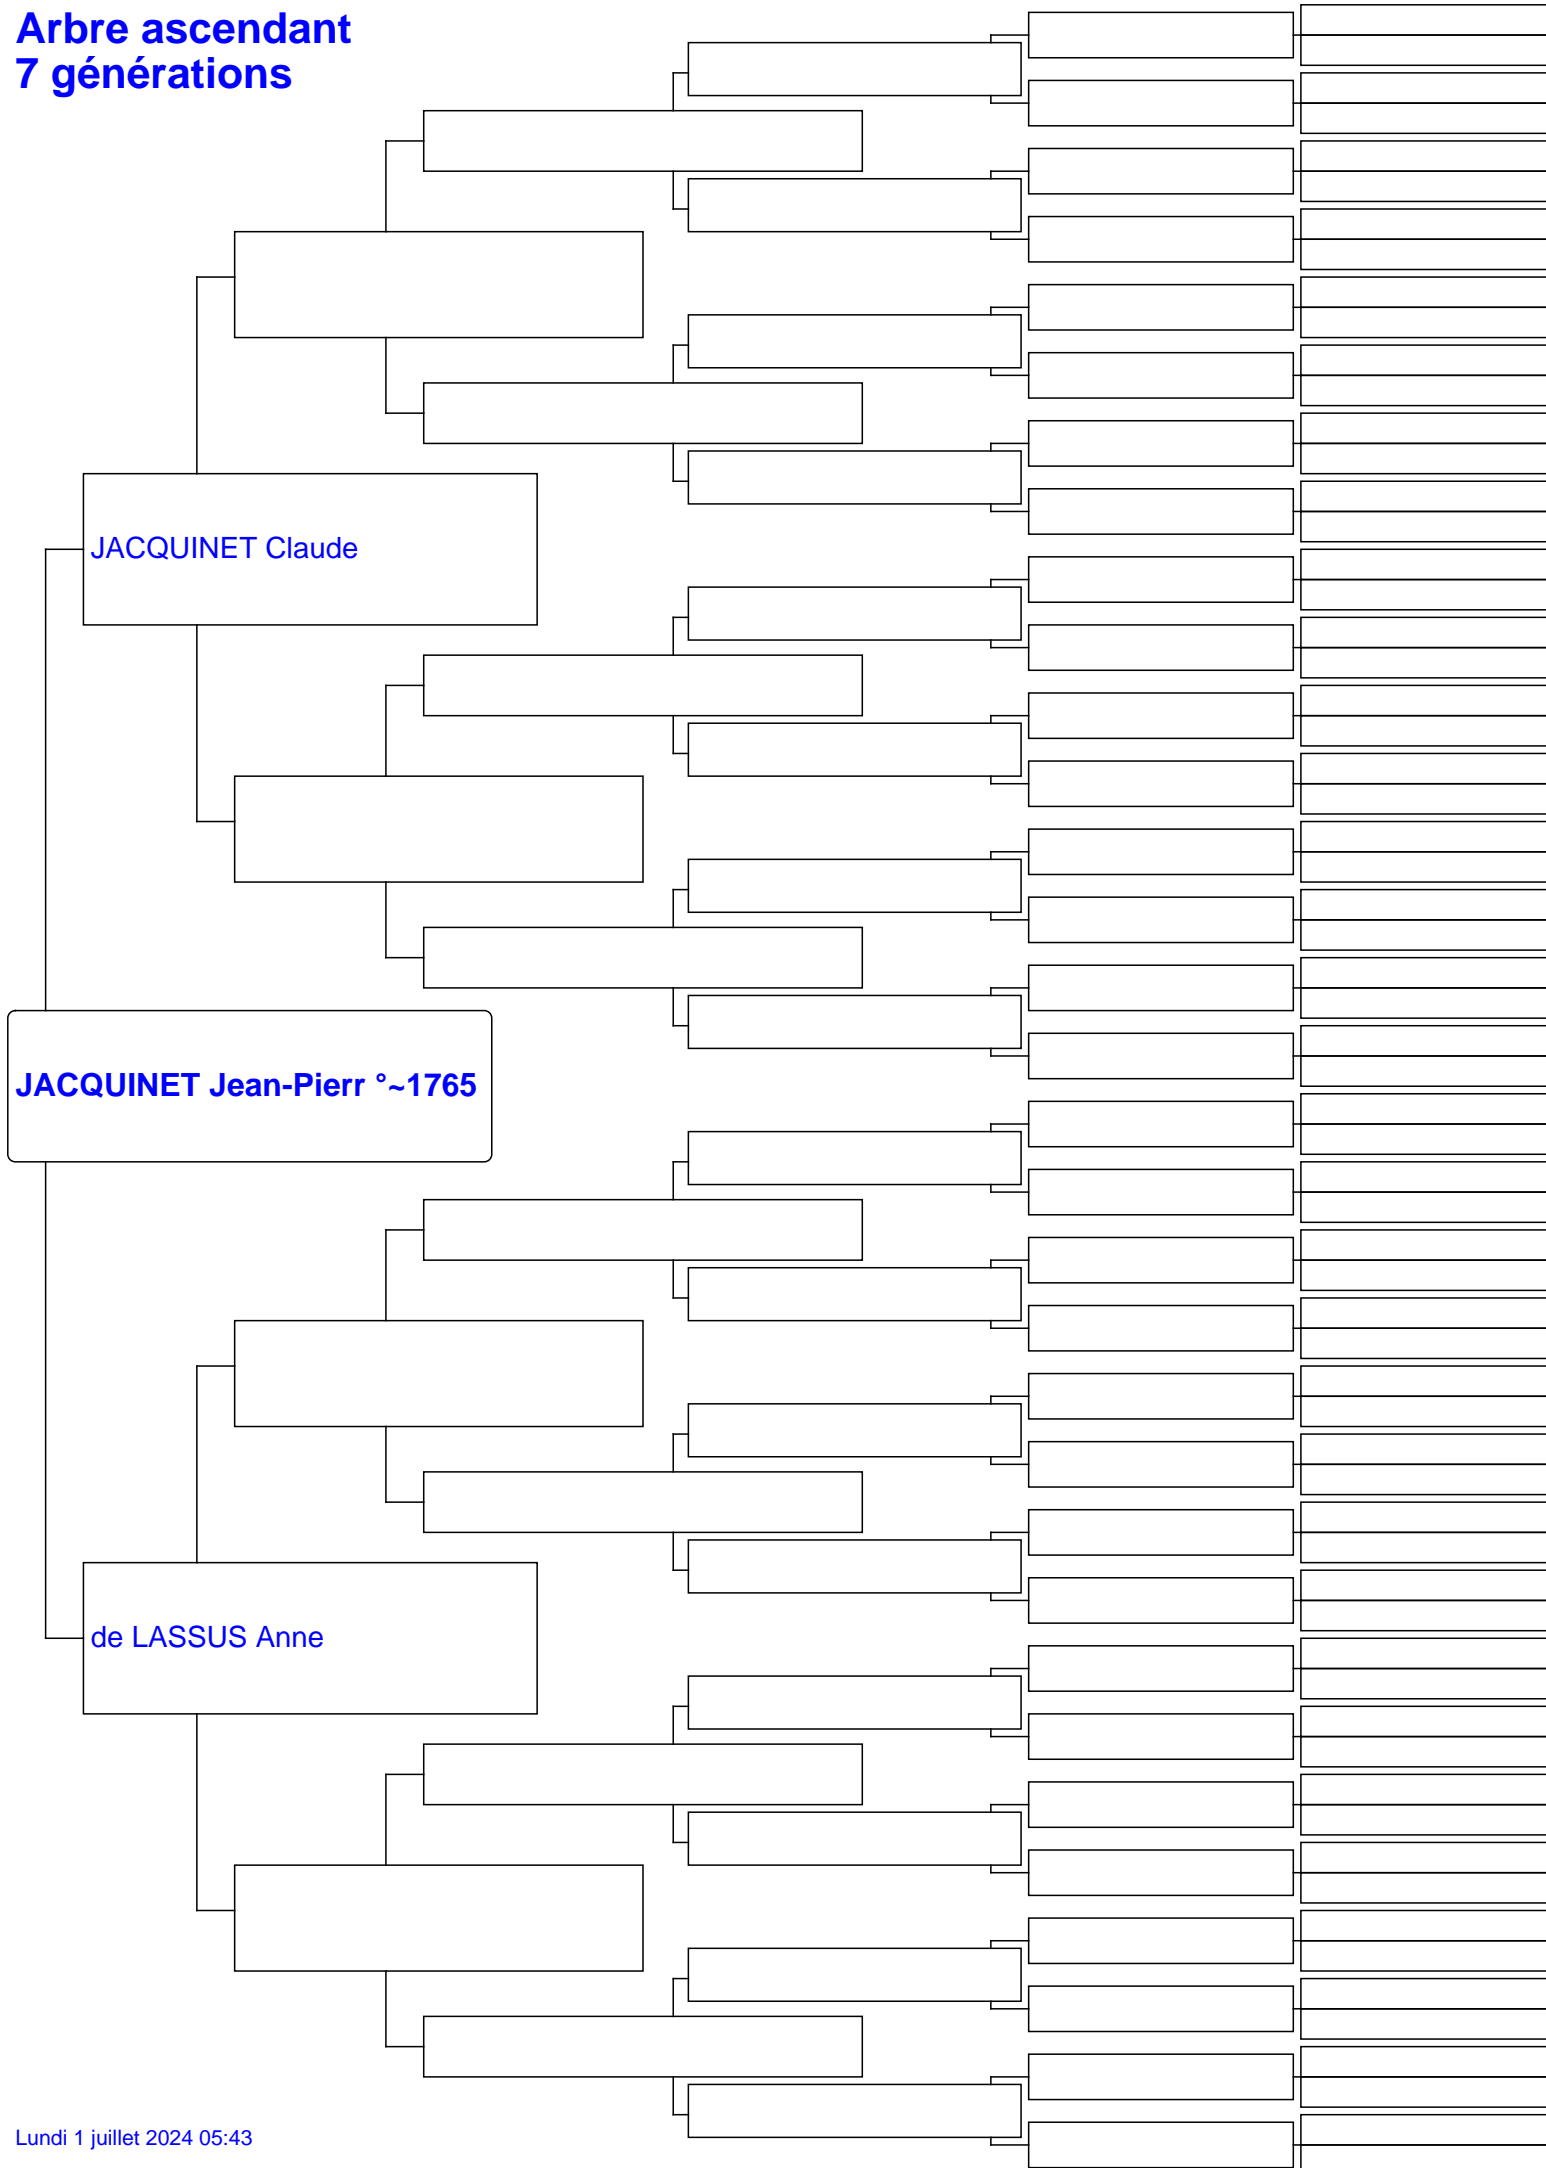 Arbre ascendant
7 générations
JACQUINET Claude
JACQUINET Jean-Pierr °~1765
de LASSUS Anne
Lundi 1 juillet 2024 05:43